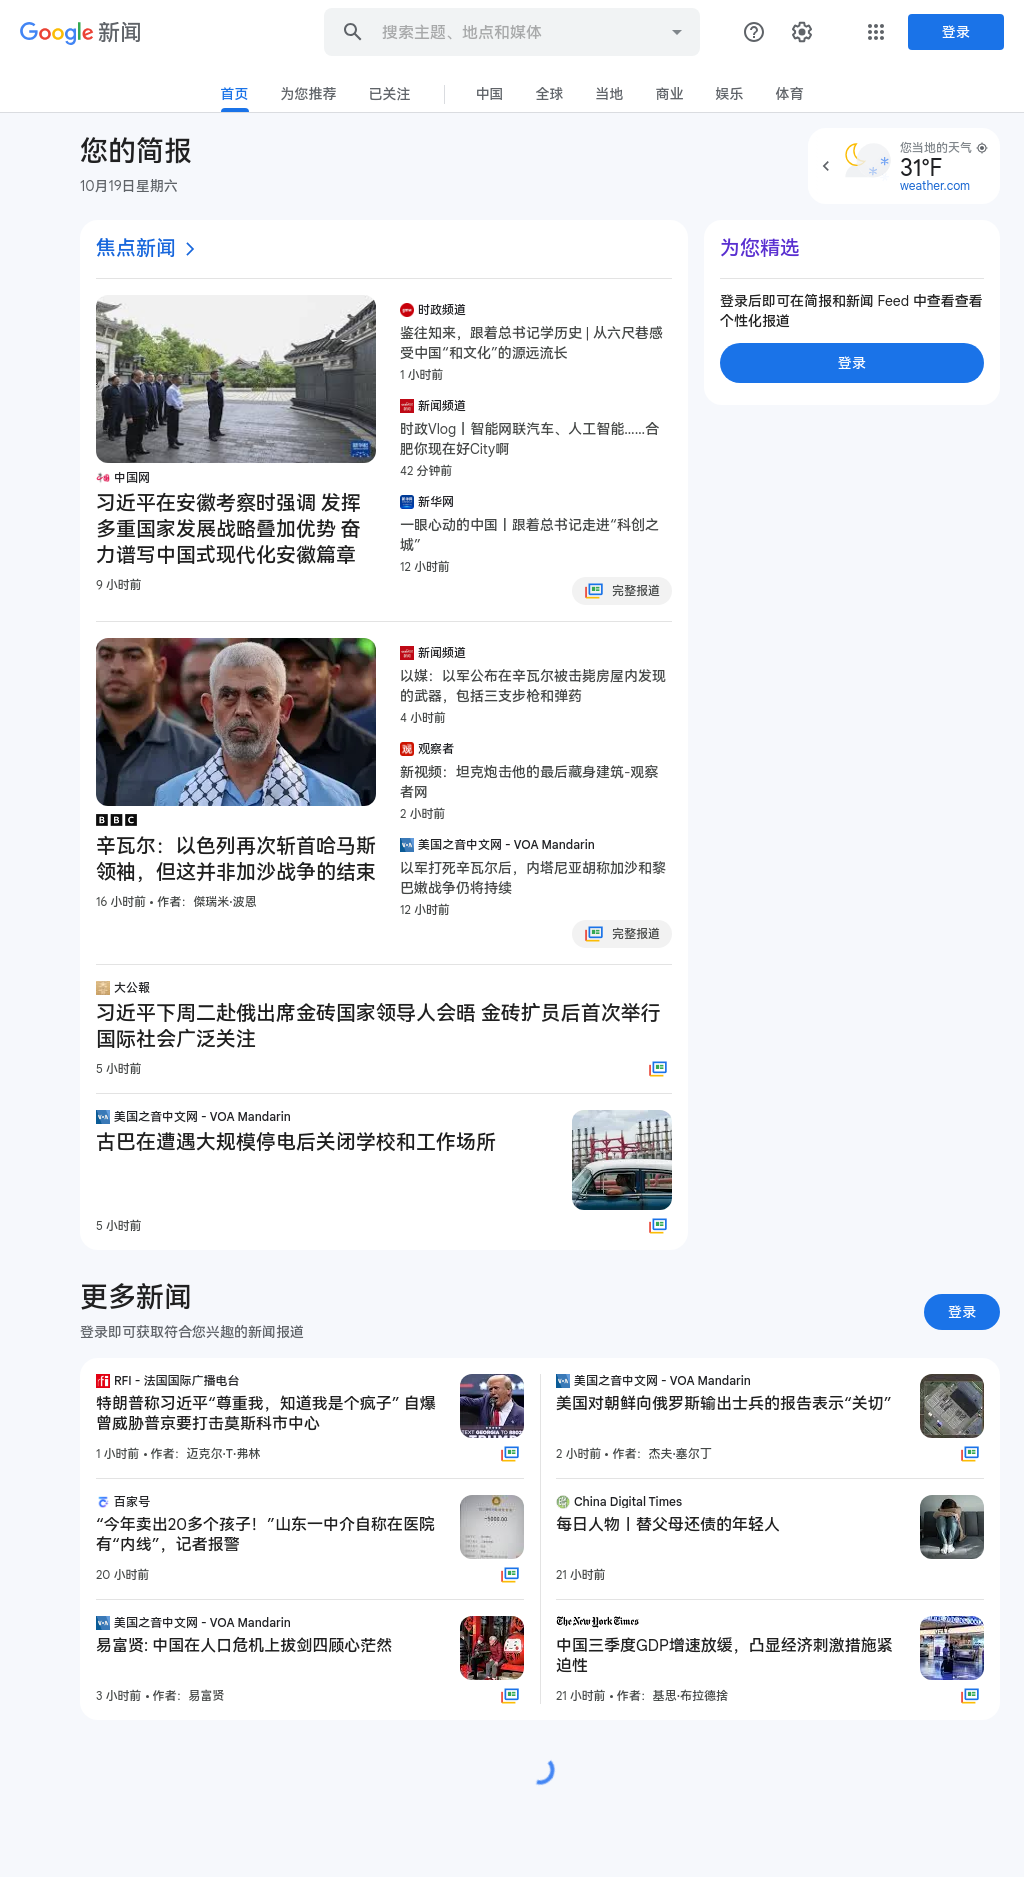 Google 新闻
搜索主题、地点和媒体
登录
首页
为您推荐
已关注
中国
全球
当地
商业
娱乐
体育
您的简报
10月19日星期六
您当地的天气
31°F
weather.com
焦点新闻
中国网
习近平在安徽考察时强调 发挥
多重国家发展战略叠加优势 奋
力谱写中国式现代化安徽篇章
9 小时前
时政频道
鉴往知来，跟着总书记学历史 | 从六尺巷感
受中国“和文化”的源远流长
1 小时前
新闻频道
时政Vlog丨智能网联汽车、人工智能……合
肥你现在好City啊
42 分钟前
新华网
一眼心动的中国丨跟着总书记走进“科创之
城”
12 小时前
完整报道
为您精选
登录后即可在简报和新闻 Feed 中查看查看
个性化报道
登录
BBC
辛瓦尔：以色列再次斩首哈马斯
领袖，但这并非加沙战争的结束
16 小时前 • 作者：傑瑞米·波恩
新闻频道
以媒：以军公布在辛瓦尔被击毙房屋内发现
的武器，包括三支步枪和弹药
4 小时前
观察者
新视频：坦克炮击他的最后藏身建筑-观察
者网
2 小时前
美国之音中文网 - VOA Mandarin
以军打死辛瓦尔后，内塔尼亚胡称加沙和黎
巴嫩战争仍将持续
12 小时前
完整报道
大公報
习近平下周二赴俄出席金砖国家领导人会晤 金砖扩员后首次举行
国际社会广泛关注
5 小时前
美国之音中文网 - VOA Mandarin
古巴在遭遇大规模停电后关闭学校和工作场所
5 小时前
更多新闻
登录即可获取符合您兴趣的新闻报道
登录
RFI - 法国国际广播电台
特朗普称习近平“尊重我，知道我是个疯子” 自爆
曾威胁普京要打击莫斯科市中心
1 小时前 • 作者：迈克尔·T·弗林
美国之音中文网 - VOA Mandarin
美国对朝鲜向俄罗斯输出士兵的报告表示“关切”
2 小时前 • 作者：杰夫·塞尔丁
百家号
“今年卖出20多个孩子！”山东一中介自称在医院
有“内线”，记者报警
-5000.00
20 小时前
China Digital Times
每日人物丨替父母还债的年轻人
21 小时前
美国之音中文网 - VOA Mandarin
易富贤: 中国在人口危机上拔剑四顾心茫然
3 小时前 • 作者：易富贤
The New York Times
中国三季度GDP增速放缓，凸显经济刺激措施紧
迫性
21 小时前 • 作者：基思·布拉德捨